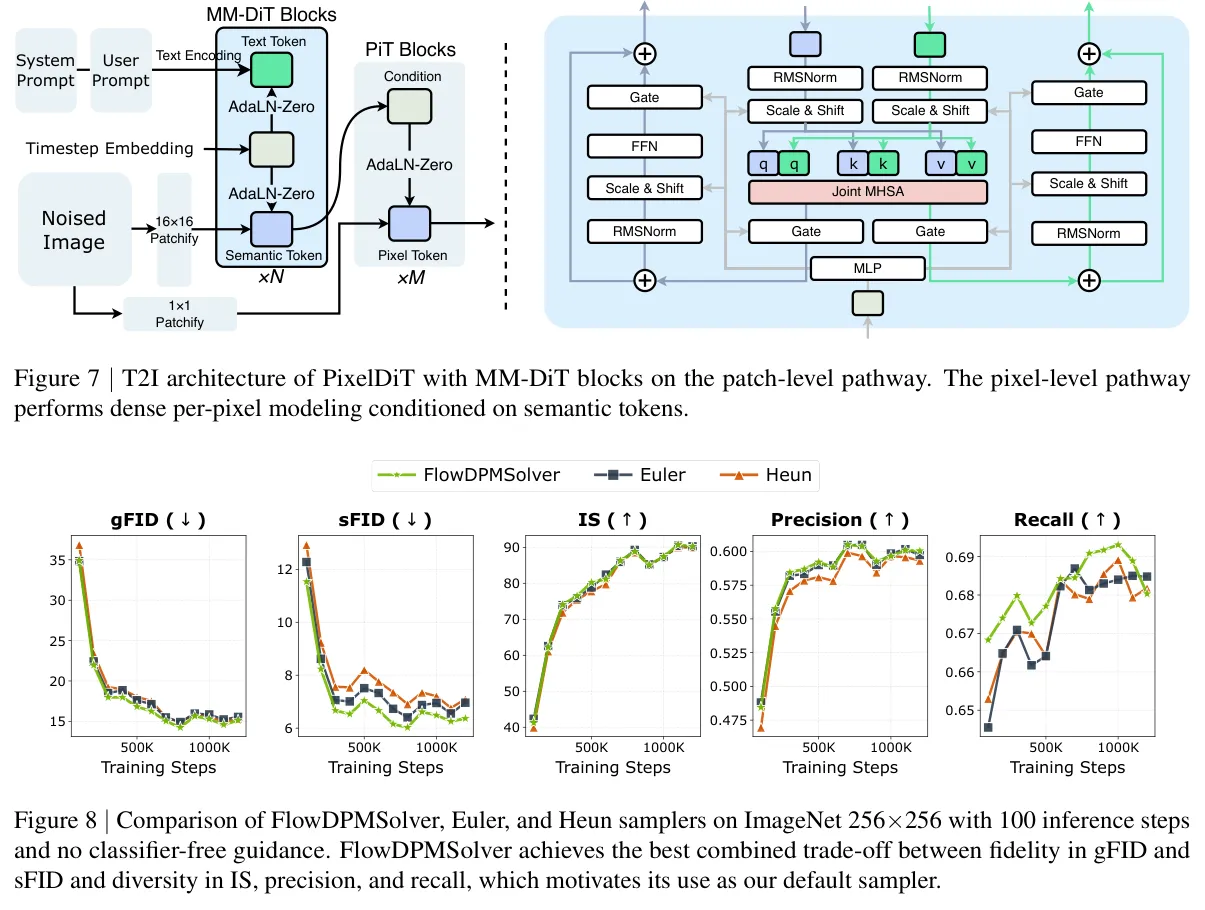 MM-DiT Blocks
Text Token
System Prompt
User Prompt
Text Encoding
AdaLN-Zero
Timestep Embedding
AdaLN-Zero
Noised Image
16×16 Patchify
Semantic Token
×N
1×1 Patchify
PiT Blocks
Condition
AdaLN-Zero
Pixel Token
×M
Gate
FFN
Scale & Shift
RMSNorm
RMSNorm
RMSNorm
Scale & Shift
Scale & Shift
q q k k v v
Joint MHSA
Gate
Gate
MLP
Gate
FFN
Scale & Shift
RMSNorm
Figure 7 | T2I architecture of PixelDiT with MM-DiT blocks on the patch-level pathway. The pixel-level pathway
performs dense per-pixel modeling conditioned on semantic tokens.
FlowDPMSolver Euler Heun
gFID ( ↓ )
35
30
25
20
15
500K 1000K
Training Steps
sFID ( ↓ )
12
10
8
6
500K 1000K
Training Steps
IS ( ↑ )
90
80
70
60
50
40
500K 1000K
Training Steps
Precision ( ↑ )
0.600
0.575
0.550
0.525
0.500
0.475
500K 1000K
Training Steps
Recall ( ↑ )
0.69
0.68
0.67
0.66
0.65
500K 1000K
Training Steps
Figure 8 | Comparison of FlowDPMSolver, Euler, and Heun samplers on ImageNet 256×256 with 100 inference steps
and no classifier-free guidance. FlowDPMSolver achieves the best combined trade-off between fidelity in gFID and
sFID and diversity in IS, precision, and recall, which motivates its use as our default sampler.